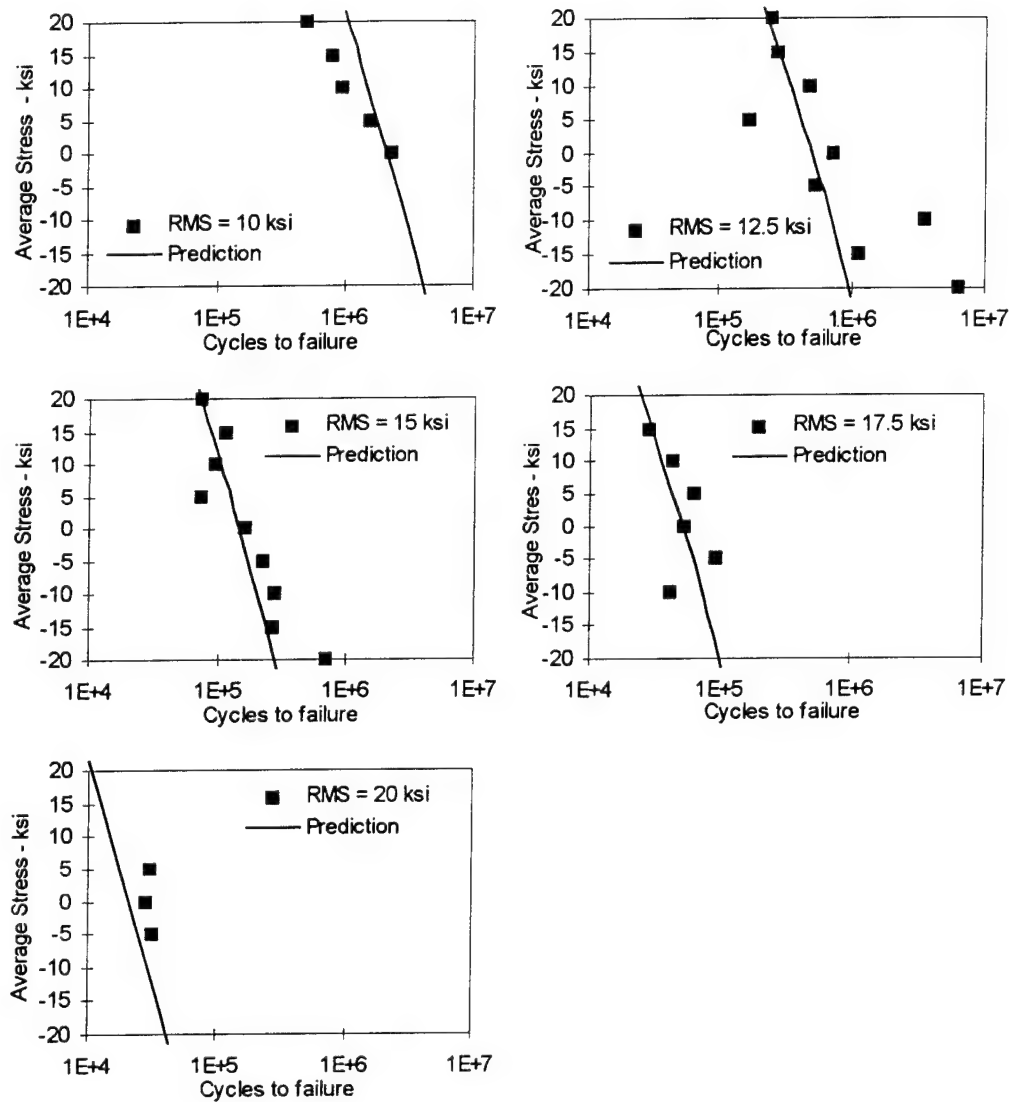 Average Stress - ksi
20
15
10
5
0
-5
-10
-15
-20
RMS = 10 ksi
Prediction
1E+4 1E+5 1E+6 1E+7
Cycles to failure
Average Stress - ksi
20
15
10
5
0
-5
-10
-15
-20
RMS = 12.5 ksi
Prediction
1E+4 1E+5 1E+6 1E+7
Cycles to failure
Average Stress - ksi
20
15
10
5
0
-5
-10
-15
-20
RMS = 15 ksi
Prediction
1E+4 1E+5 1E+6 1E+7
Cycles to failure
Average Stres - ksi
20
15
10
5
0
-5
-10
-15
-20
RMS = 17.5 ksi
Prediction
1E+4 1E+5 1E+6 1E+7
Cycles to failure
Average Stress - ksi
20
15
10
5
0
-5
-10
-15
-20
RMS = 20 ksi
Prediction
1E+4 1E+5 1E+6 1E+7
Cycles to failure